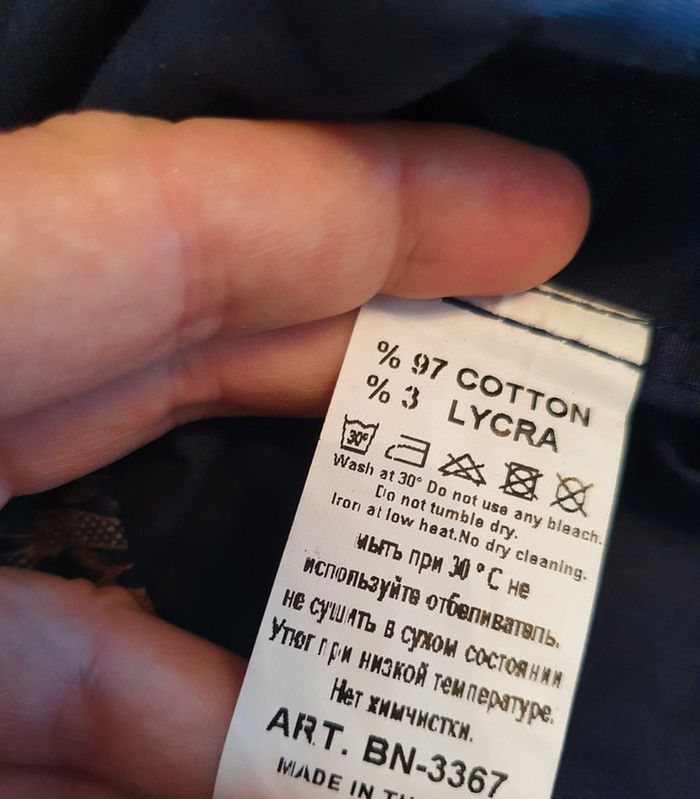 % 97 COTTON
% 3 LYCRA
30°
Wash at 30° Do not use any bleach.
Do not tumble dry.
Iron at low heat.No dry cleaning.
мыть при 30 °C не
используйте отбеливатель.
не сушить в сухом состоянии
Утюг при низкой температуре.
Нет химчистки.
ART. BN-3367
MADE IN